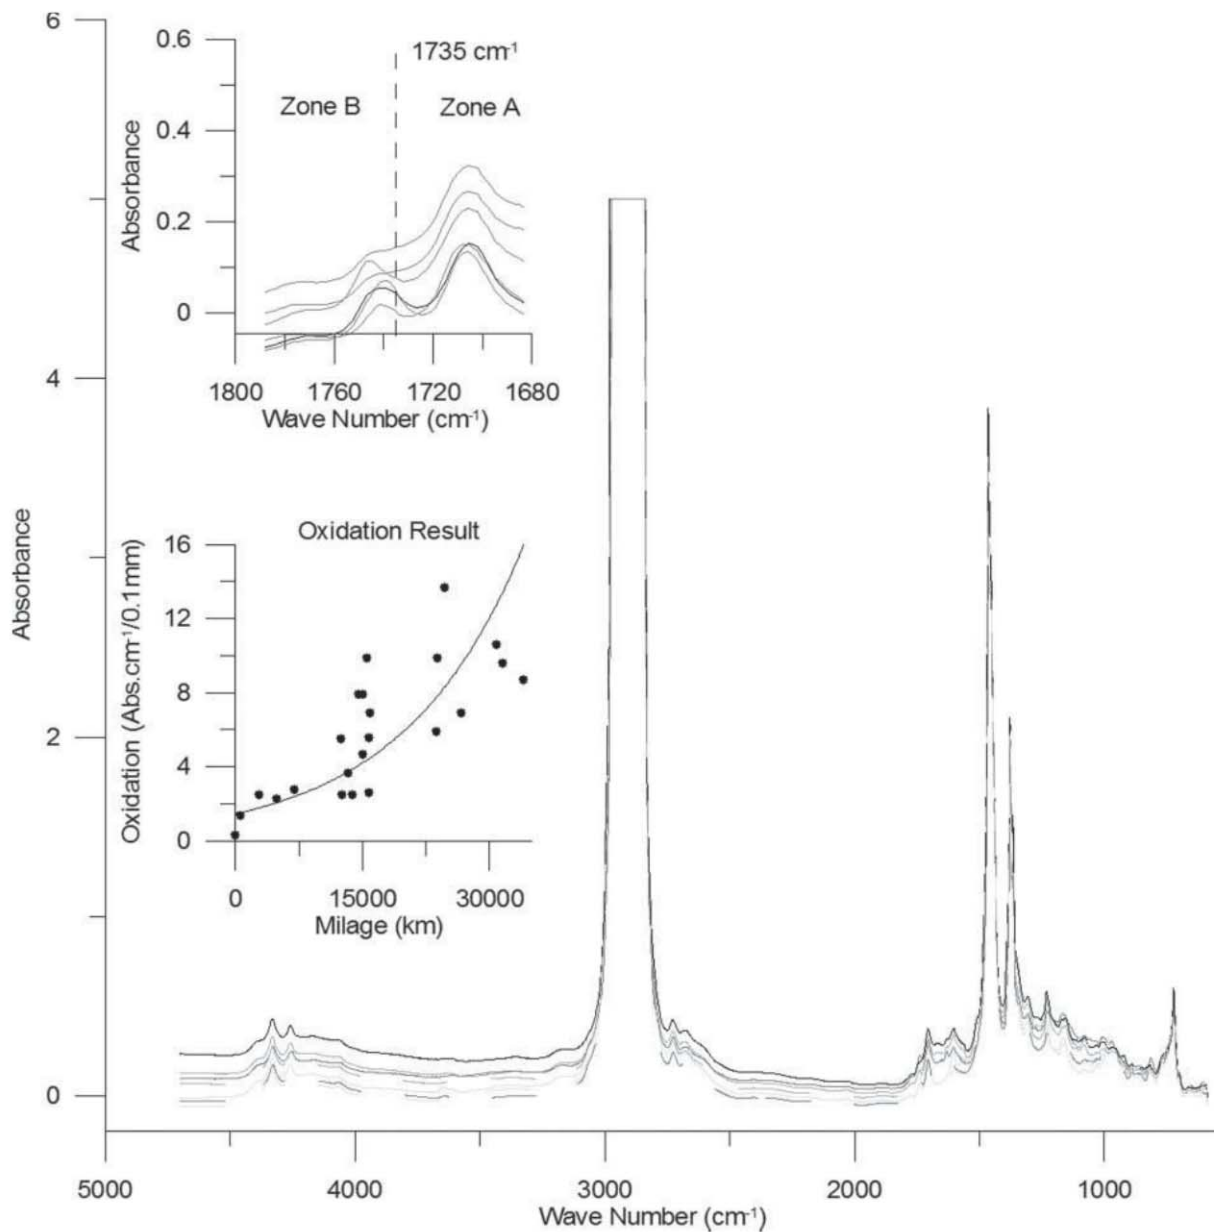 6
0.6
1735 cm⁻¹
Zone B
Zone A
0.4
Absorbance
0.2
0
1800
1760
1720
1680
Wave Number (cm⁻¹)
4
Oxidation Result
16
Oxidation (Abs.cm⁻¹/0.1mm)
12
8
4
0
0
15000
30000
Milage (km)
Absorbance
2
0
5000
4000
3000
2000
1000
Wave Number (cm⁻¹)